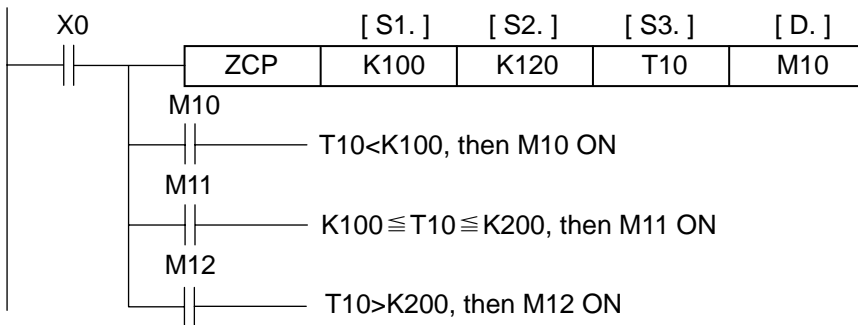 X0 [ S1. ] [ S2. ] [ S3. ] [ D. ]
ZCP K100 K120 T10 M10
M10
T10<K100, then M10 ON
M11
K100≦T10≦K200, then M11 ON
M12
T10>K200, then M12 ON